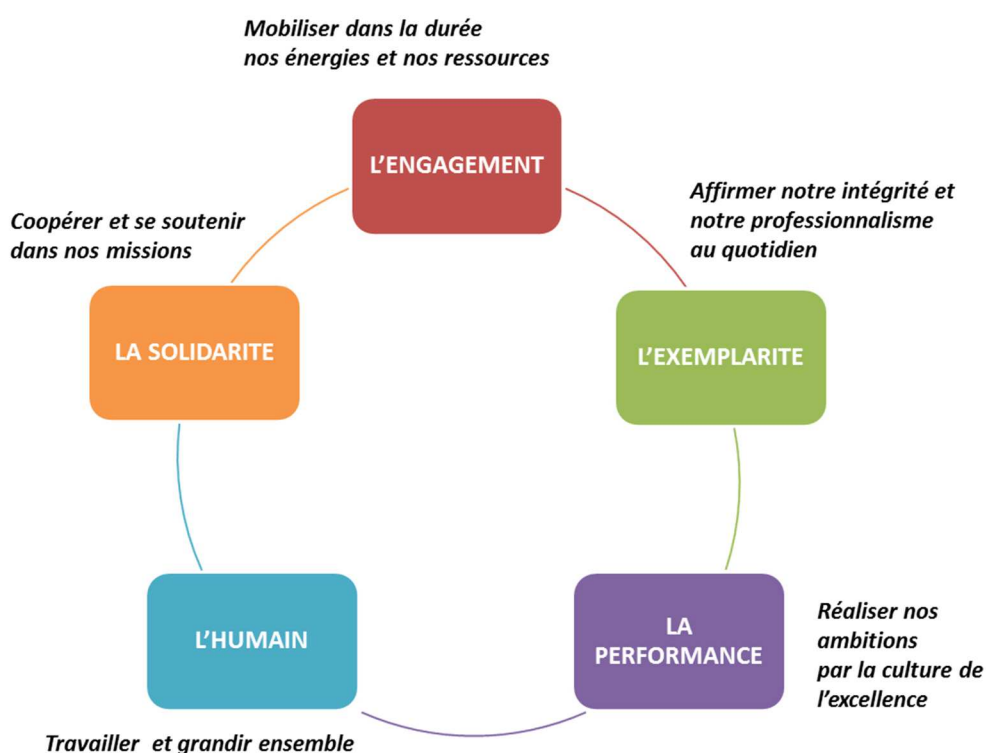 Mobiliser dans la durée
nos énergies et nos ressources
L'ENGAGEMENT
Affirmer notre intégrité et
notre professionnalisme
au quotidien
Coopérer et se soutenir
dans nos missions
LA SOLIDARITE
L'EXEMPLARITE
L'HUMAIN
LA
PERFORMANCE
Réaliser nos
ambitions
par la culture de
l'excellence
Travailler et grandir ensemble